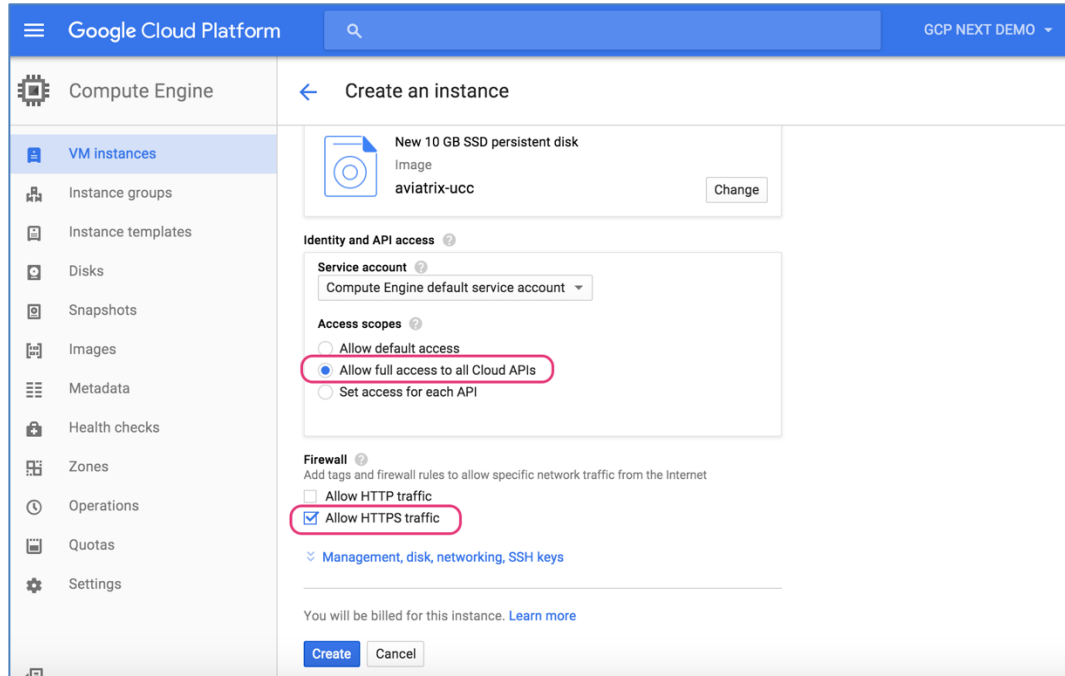 Google Cloud Platform
GCP NEXT DEMO
Compute Engine
Create an instance
VM instances
Instance groups
Instance templates
Disks
Snapshots
Images
Metadata
Health checks
Zones
Operations
Quotas
Settings
New 10 GB SSD persistent disk
Image
aviatrix-ucc
Change
Identity and API access ?
Service account ?
Compute Engine default service account
Access scopes ?
Allow default access
Allow full access to all Cloud APIs
Set access for each API
Firewall ?
Add tags and firewall rules to allow specific network traffic from the Internet
Allow HTTP traffic
Allow HTTPS traffic
Management, disk, networking, SSH keys
You will be billed for this instance. Learn more
Create
Cancel